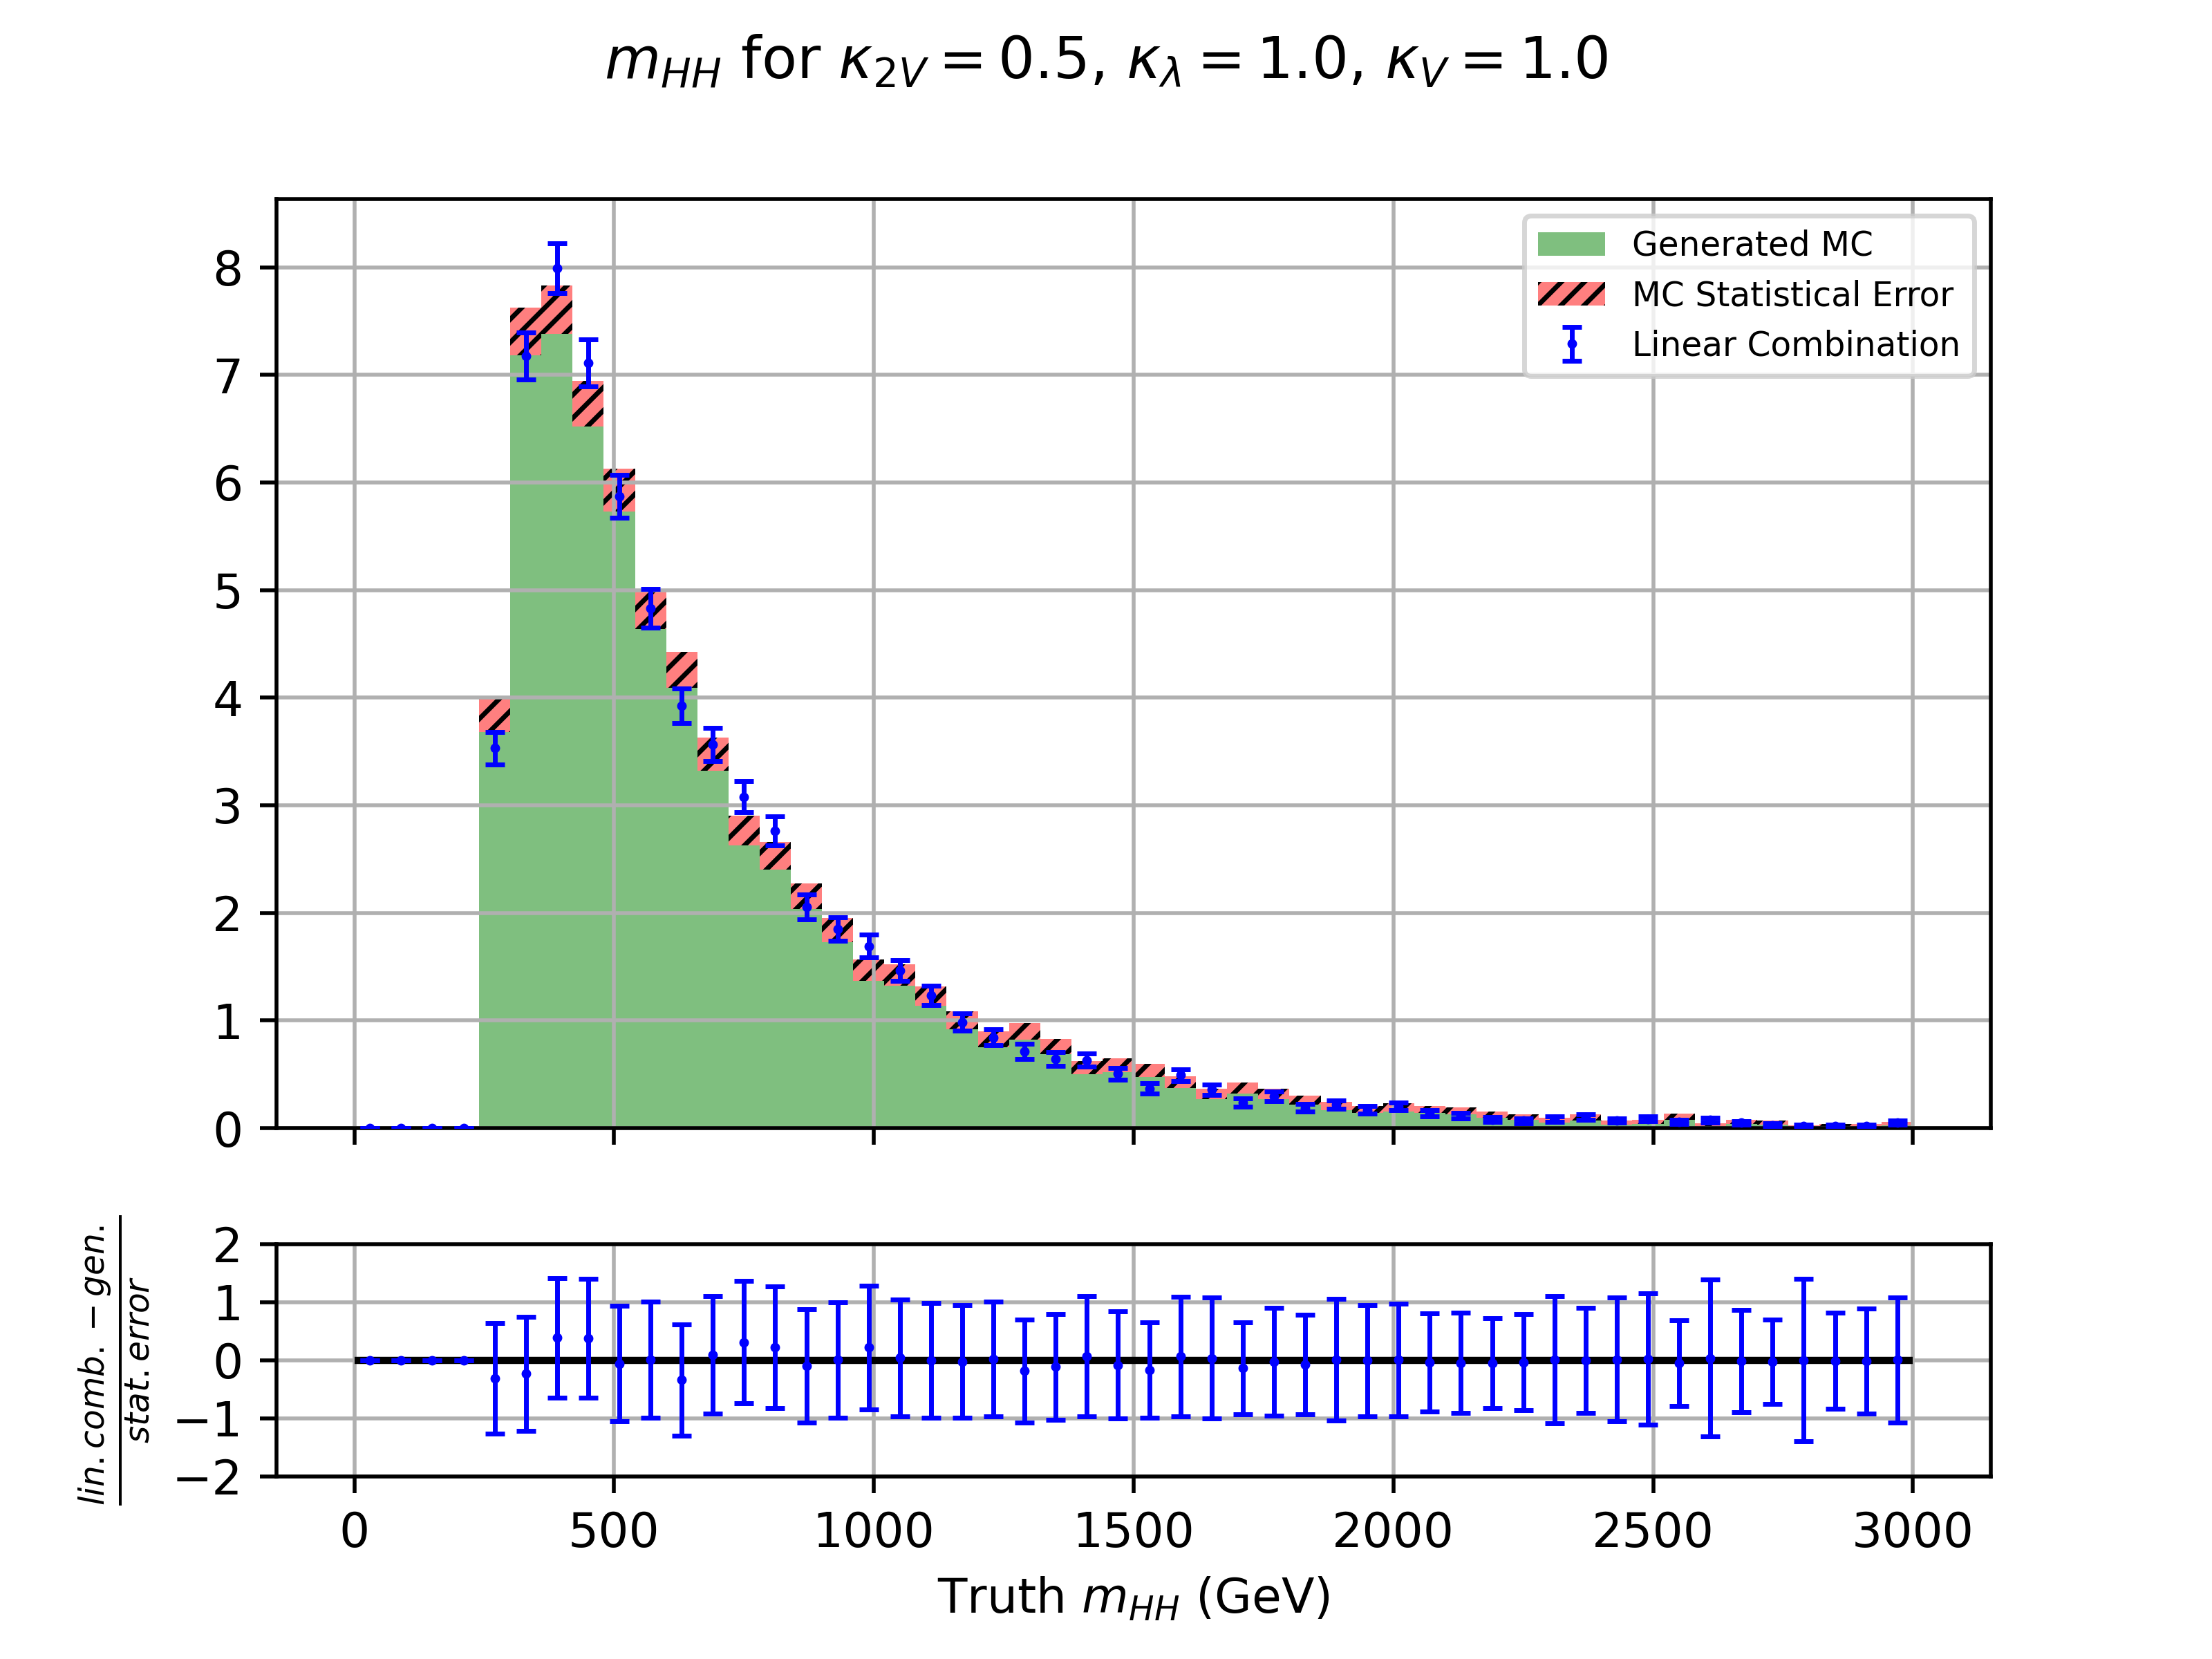 m_HH for κ_2V = 0.5, κ_λ = 1.0, κ_V = 1.0
Generated MC
MC Statistical Error
Linear Combination
8
7
6
5
4
3
2
1
0
lin. comb. − gen.
stat. error
2
1
0
−1
−2
0 500 1000 1500 2000 2500 3000
Truth m_HH (GeV)